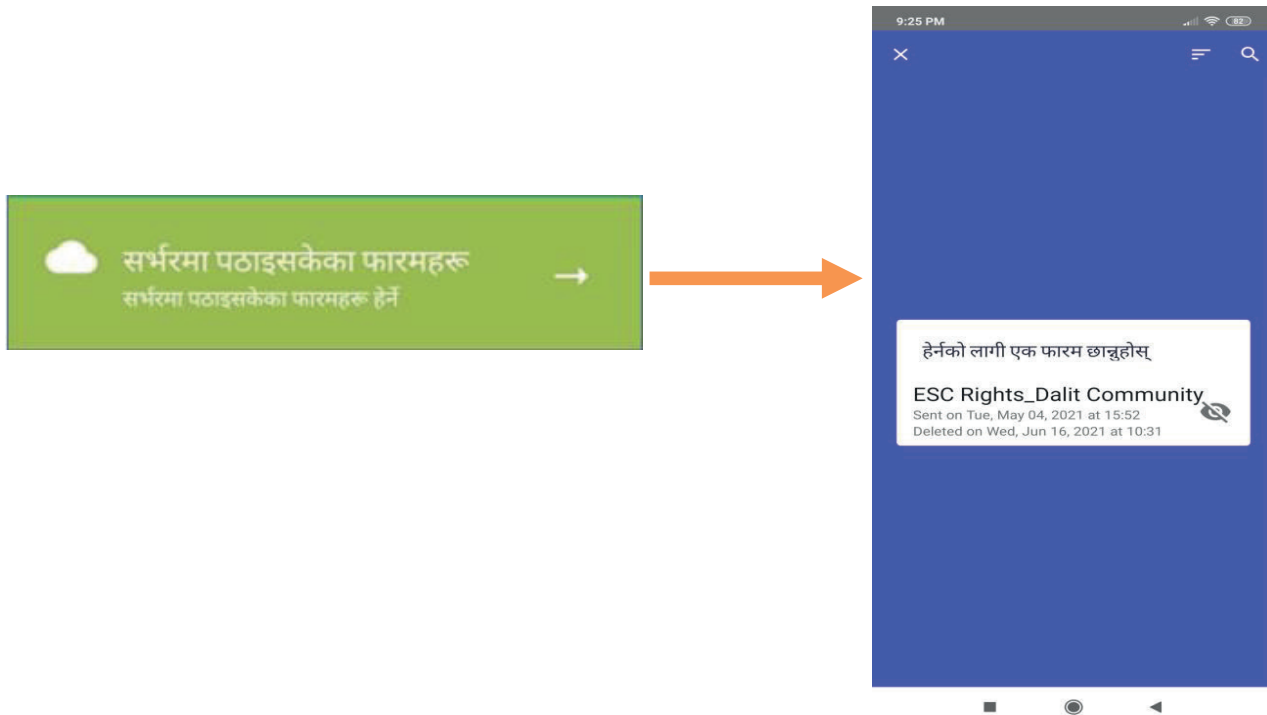 सर्भरमा पठाइसकेका फारमहरू
सर्भरमा पठाइसकेका फारमहरू हेर्ने
9:25 PM
82
हेर्नको लागी एक फारम छान्नुहोस्
ESC Rights_Dalit Community
Sent on Tue, May 04, 2021 at 15:52
Deleted on Wed, Jun 16, 2021 at 10:31